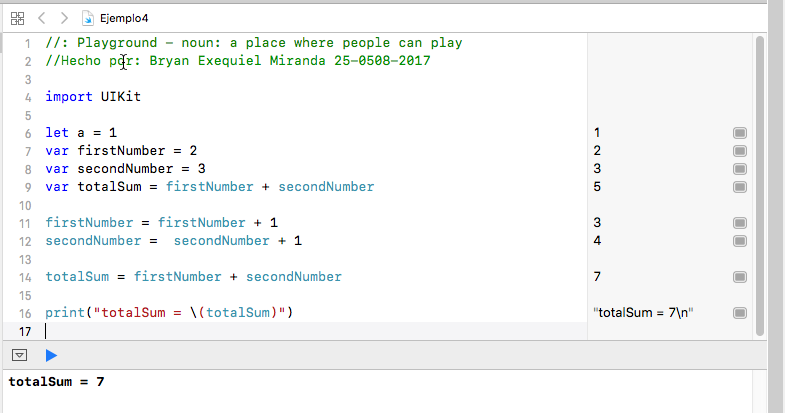 Ejemplo4
1 //: Playground - noun: a place where people can play
2 //Hecho por: Bryan Exequiel Miranda 25-0508-2017
3
4 import UIKit
5
6 let a = 1 1
7 var firstNumber = 2 2
8 var secondNumber = 3 3
9 var totalSum = firstNumber + secondNumber 5
10
11 firstNumber = firstNumber + 1 3
12 secondNumber =  secondNumber + 1 4
13
14 totalSum = firstNumber + secondNumber 7
15
16 print("totalSum = \(totalSum)") "totalSum = 7\n"
17
totalSum = 7